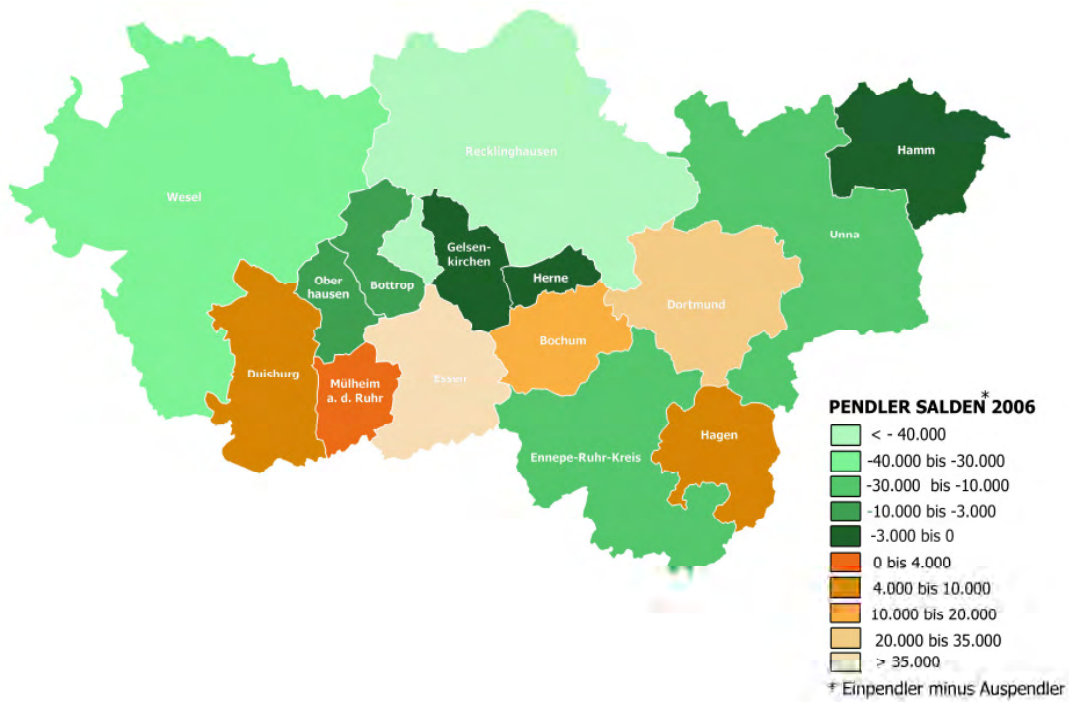 Recklinghausen
Hamm
Wesel
Unna
Gelsen-
kirchen
Ober
hausen
Bottrop
Herne
Dortmund
Bochum
Duisburg
Mülheim
a. d. Ruhr
Essen
Hagen
Ennepe-Ruhr-Kreis
PENDLER SALDEN* 2006
< - 40.000
-40.000 bis -30.000
-30.000 bis -10.000
-10.000 bis -3.000
-3.000 bis 0
0 bis 4.000
4.000 bis 10.000
10.000 bis 20.000
20.000 bis 35.000
> 35.000
* Einpendler minus Auspendler